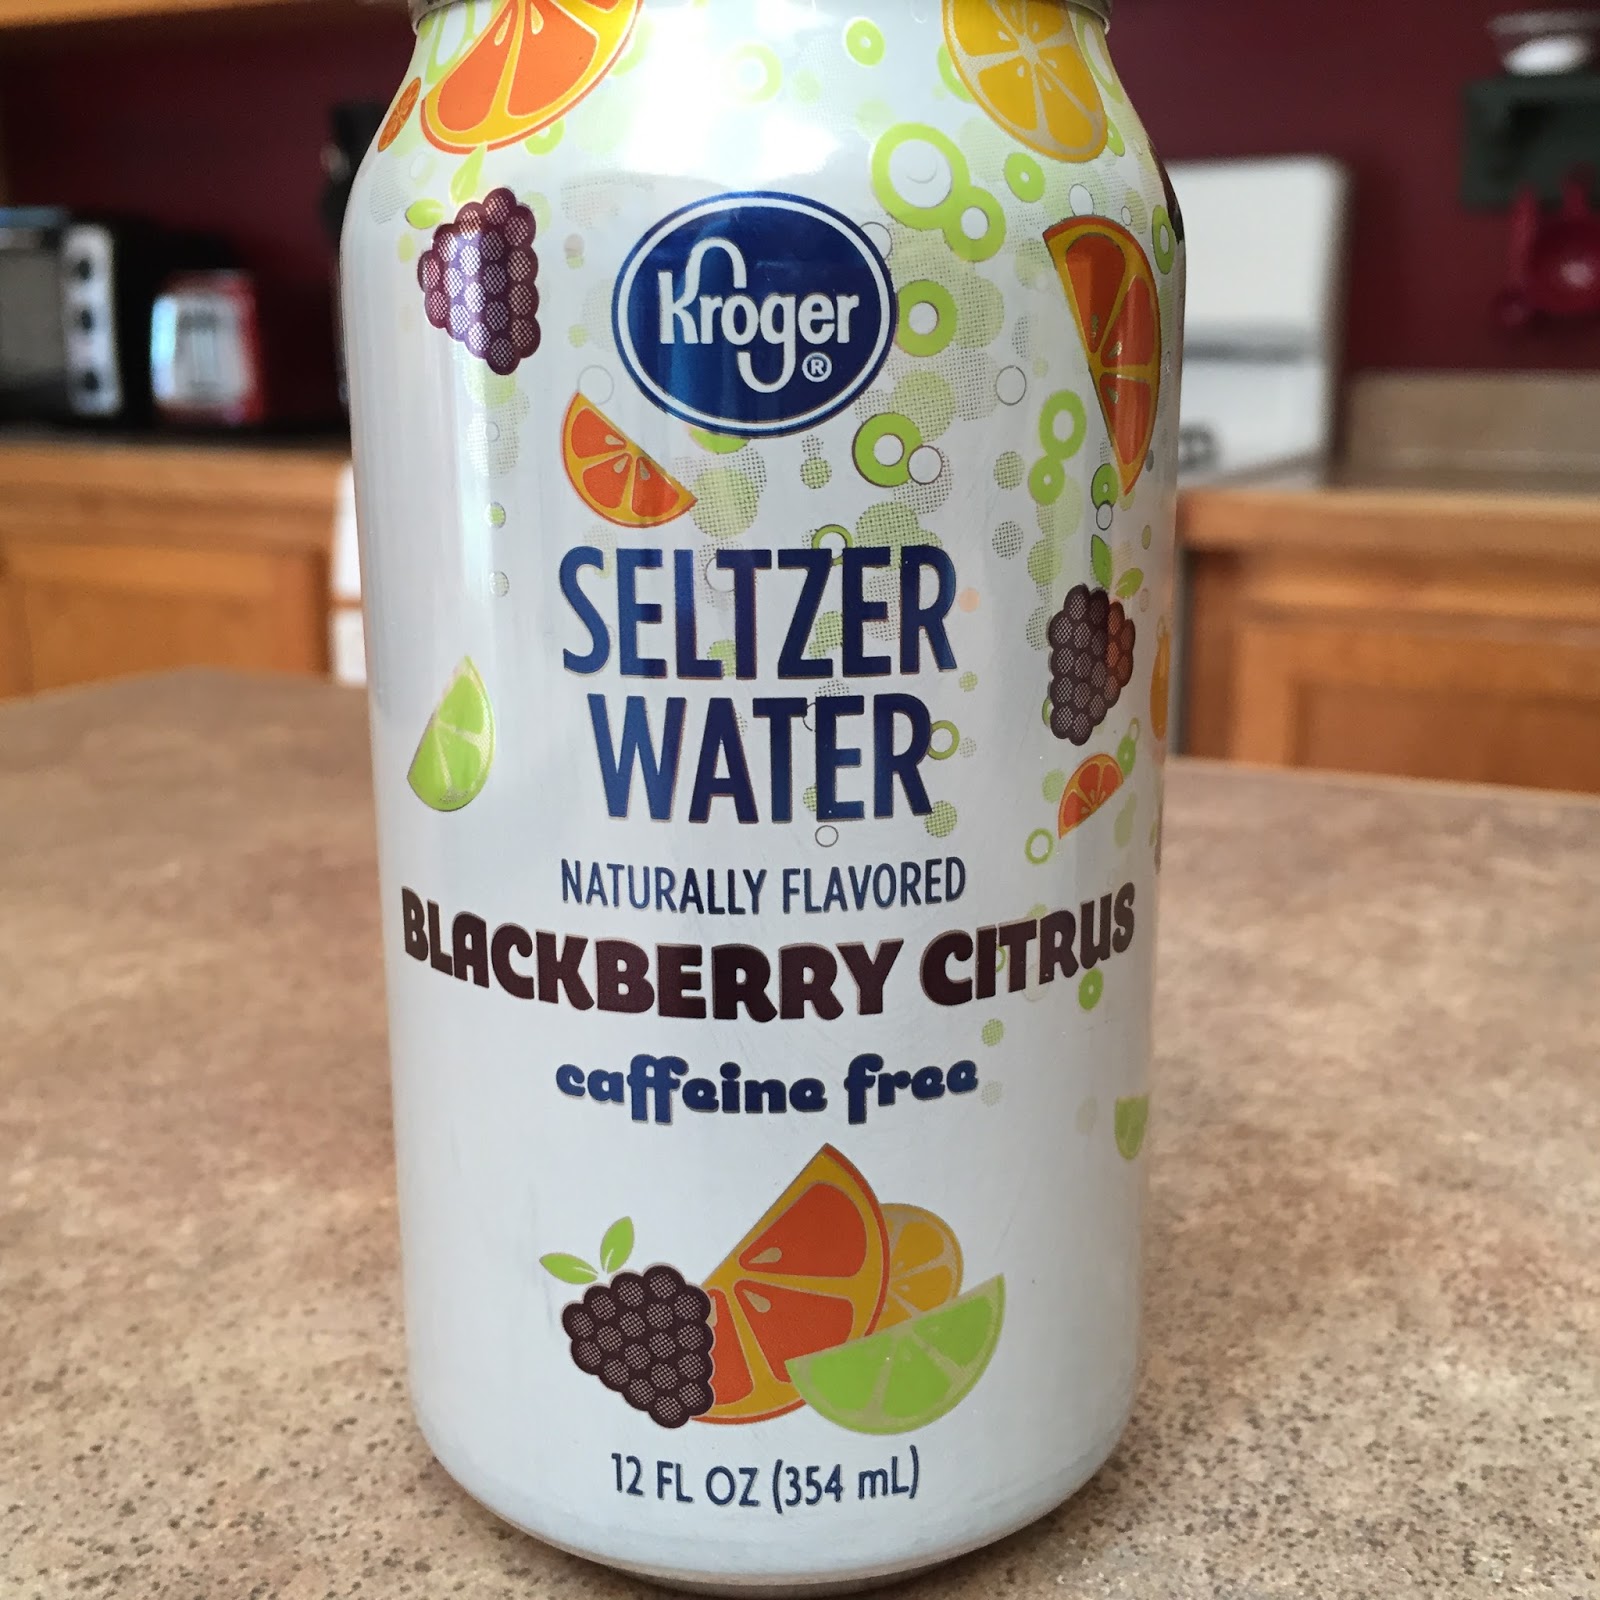 Kroger®
SELTZER
WATER
NATURALLY FLAVORED
BLACKBERRY CITRUS
caffeine free
12 FL OZ (354 mL)